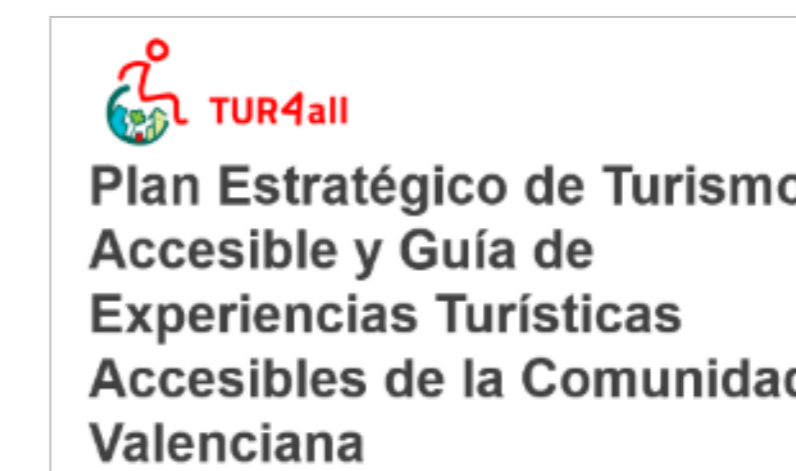 TUR4all
Plan Estratégico de Turismo
Accesible y Guía de
Experiencias Turísticas
Accesibles de la Comunidad
Valenciana